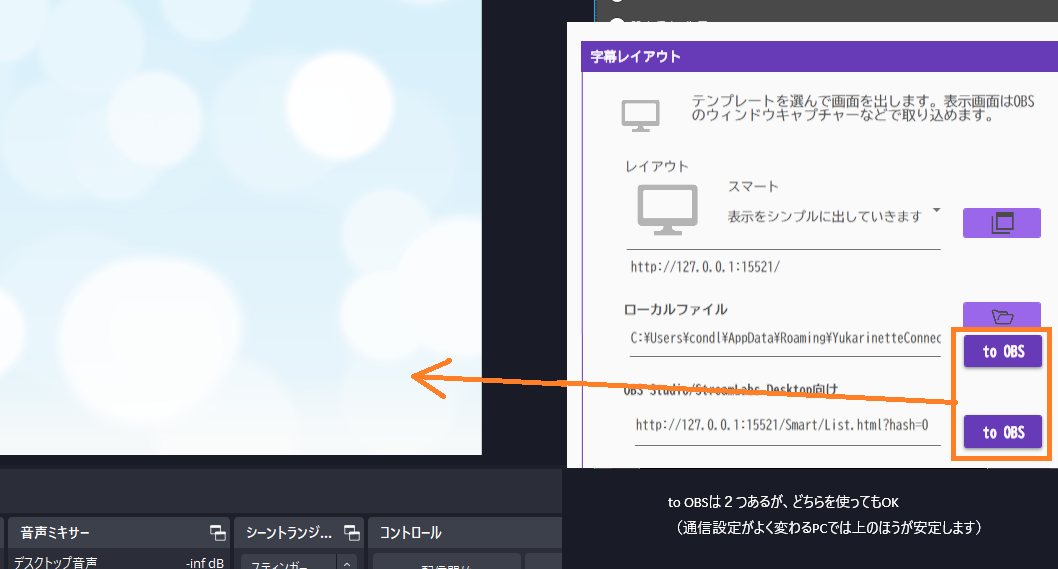 字幕レイアウト
テンプレートを選んで画面を出します。表示画面はOBS
のウィンドウキャプチャーなどで取り込めます。
レイアウト
スマート
表示をシンプルに出していきます
http://127.0.0.1:15521/
ローカルファイル
C:¥Users¥condl¥AppData¥Roaming¥YukarinetteConnec
to OBS
OBS Studio/StreamLabs Desktop向け
http://127.0.0.1:15521/Smart/List.html?hash=0
to OBS
to OBSは２つあるが、どちらを使ってもOK
（通信設定がよく変わるPCでは上のほうが安定します）
音声ミキサー
シーントランジ...
コントロール
デスクトップ音声
-inf dB
スティンガー
配信開始